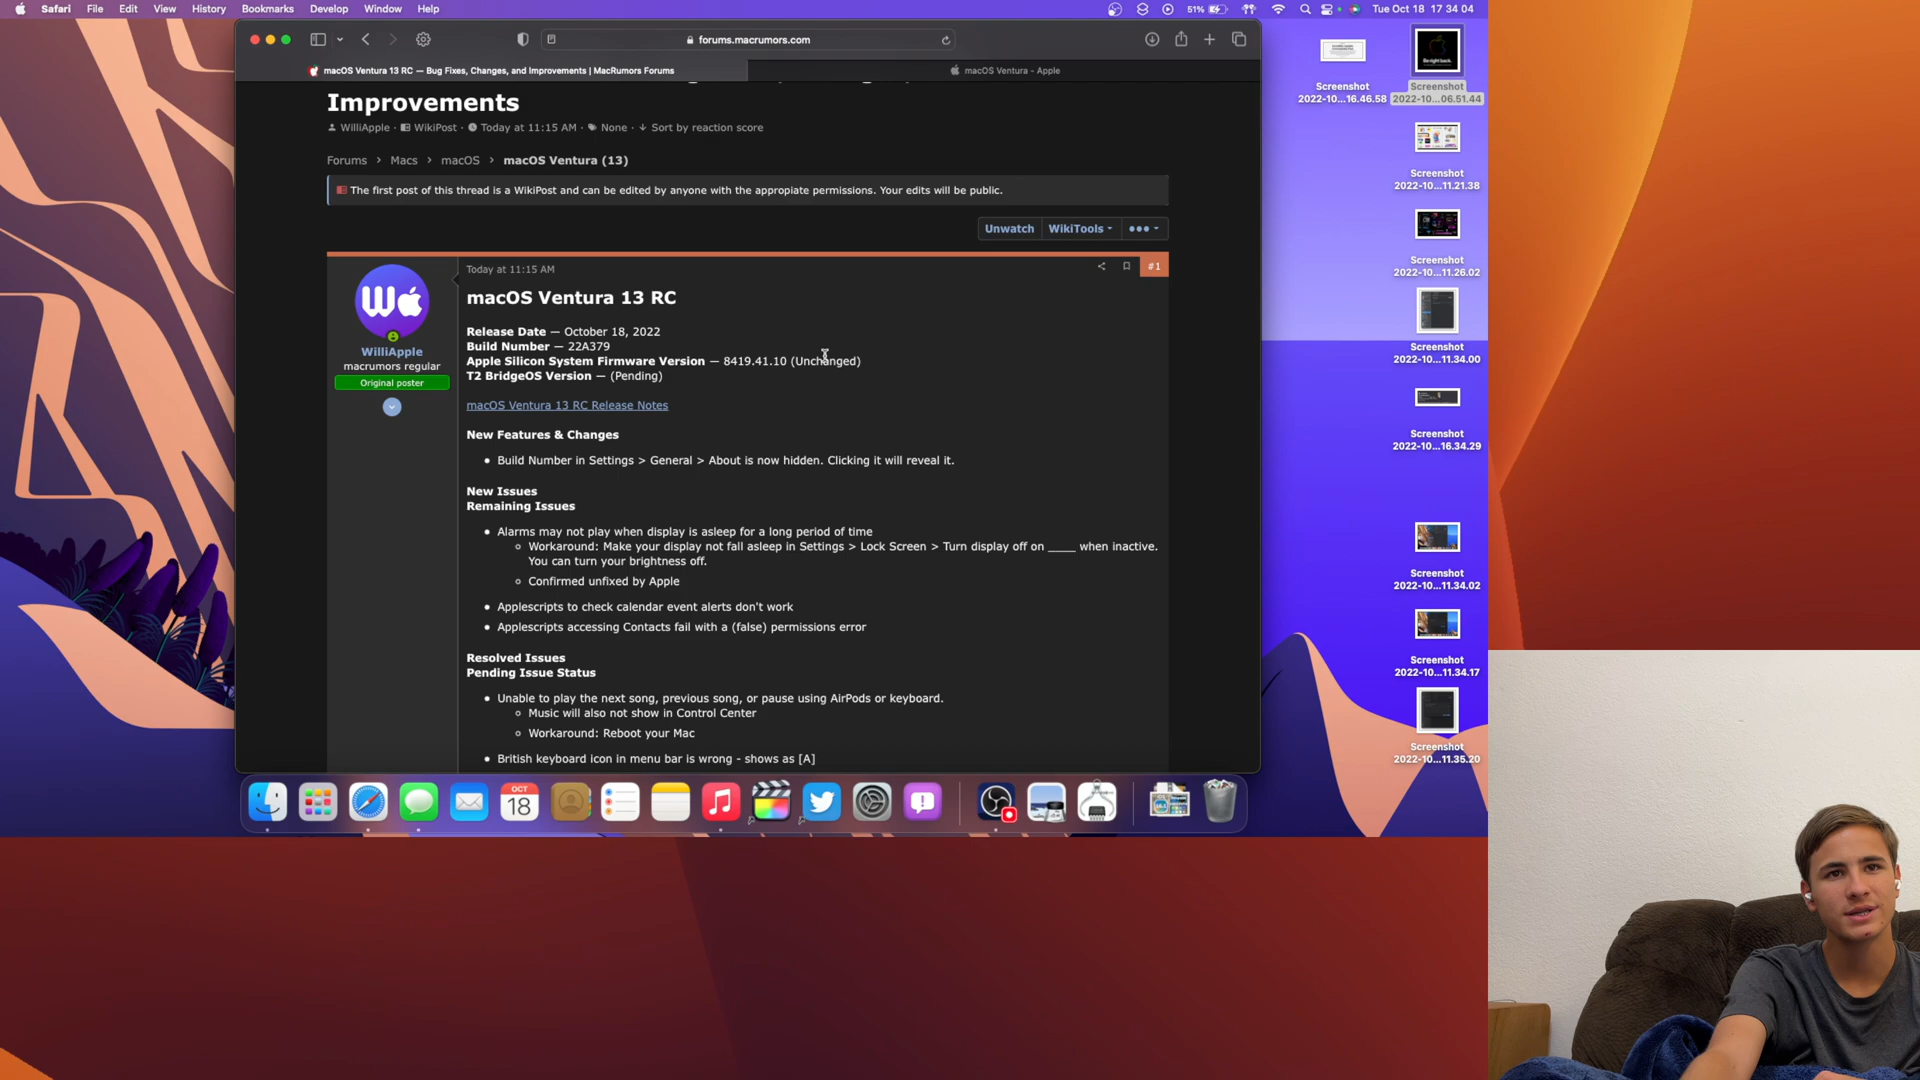 Safari File Edit View History Bookmarks Develop Window Help
51% Tue Oct 18 17 34 04
forums.macrumors.com
macOS Ventura 13 RC — Bug Fixes, Changes, and Improvements | MacRumors Forums
macOS Ventura - Apple
Improvements
WilliApple · WikiPost · Today at 11:15 AM · None · Sort by reaction score
Forums > Macs > macOS > macOS Ventura (13)
The first post of this thread is a WikiPost and can be edited by anyone with the appropiate permissions. Your edits will be public.
Unwatch WikiTools
Today at 11:15 AM
#1
WilliApple
macrumors regular
Original poster
macOS Ventura 13 RC
Release Date — October 18, 2022
Build Number — 22A379
Apple Silicon System Firmware Version — 8419.41.10 (Unchanged)
T2 BridgeOS Version — (Pending)
macOS Ventura 13 RC Release Notes
New Features & Changes
• Build Number in Settings > General > About is now hidden. Clicking it will reveal it.
New Issues
Remaining Issues
• Alarms may not play when display is asleep for a long period of time
Workaround: Make your display not fall asleep in Settings > Lock Screen > Turn display off on _____ when inactive.
You can turn your brightness off.
Confirmed unfixed by Apple
• Applescripts to check calendar event alerts don't work
• Applescripts accessing Contacts fail with a (false) permissions error
Resolved Issues
Pending Issue Status
• Unable to play the next song, previous song, or pause using AirPods or keyboard.
Music will also not show in Control Center
Workaround: Reboot your Mac
• British keyboard icon in menu bar is wrong - shows as [A]
Screenshot
2022-10...16.46.58
Be right back.
Screenshot
2022-10...06.51.44
Screenshot
2022-10...11.21.38
Screenshot
2022-10...11.26.02
Screenshot
2022-10...11.34.00
Screenshot
2022-10...16.34.29
Screenshot
2022-10...11.34.02
Screenshot
2022-10...11.34.17
Screenshot
2022-10...11.35.20
OCT
18